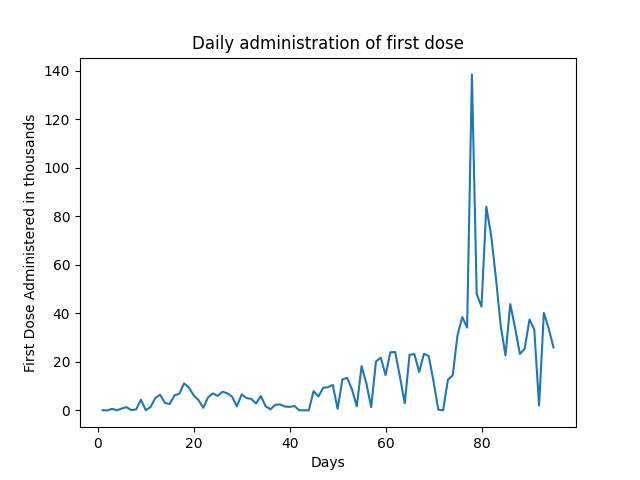 Daily administration of first dose
First Dose Administered in thousands
140
120
100
80
60
40
20
0
0 20 40 60 80
Days